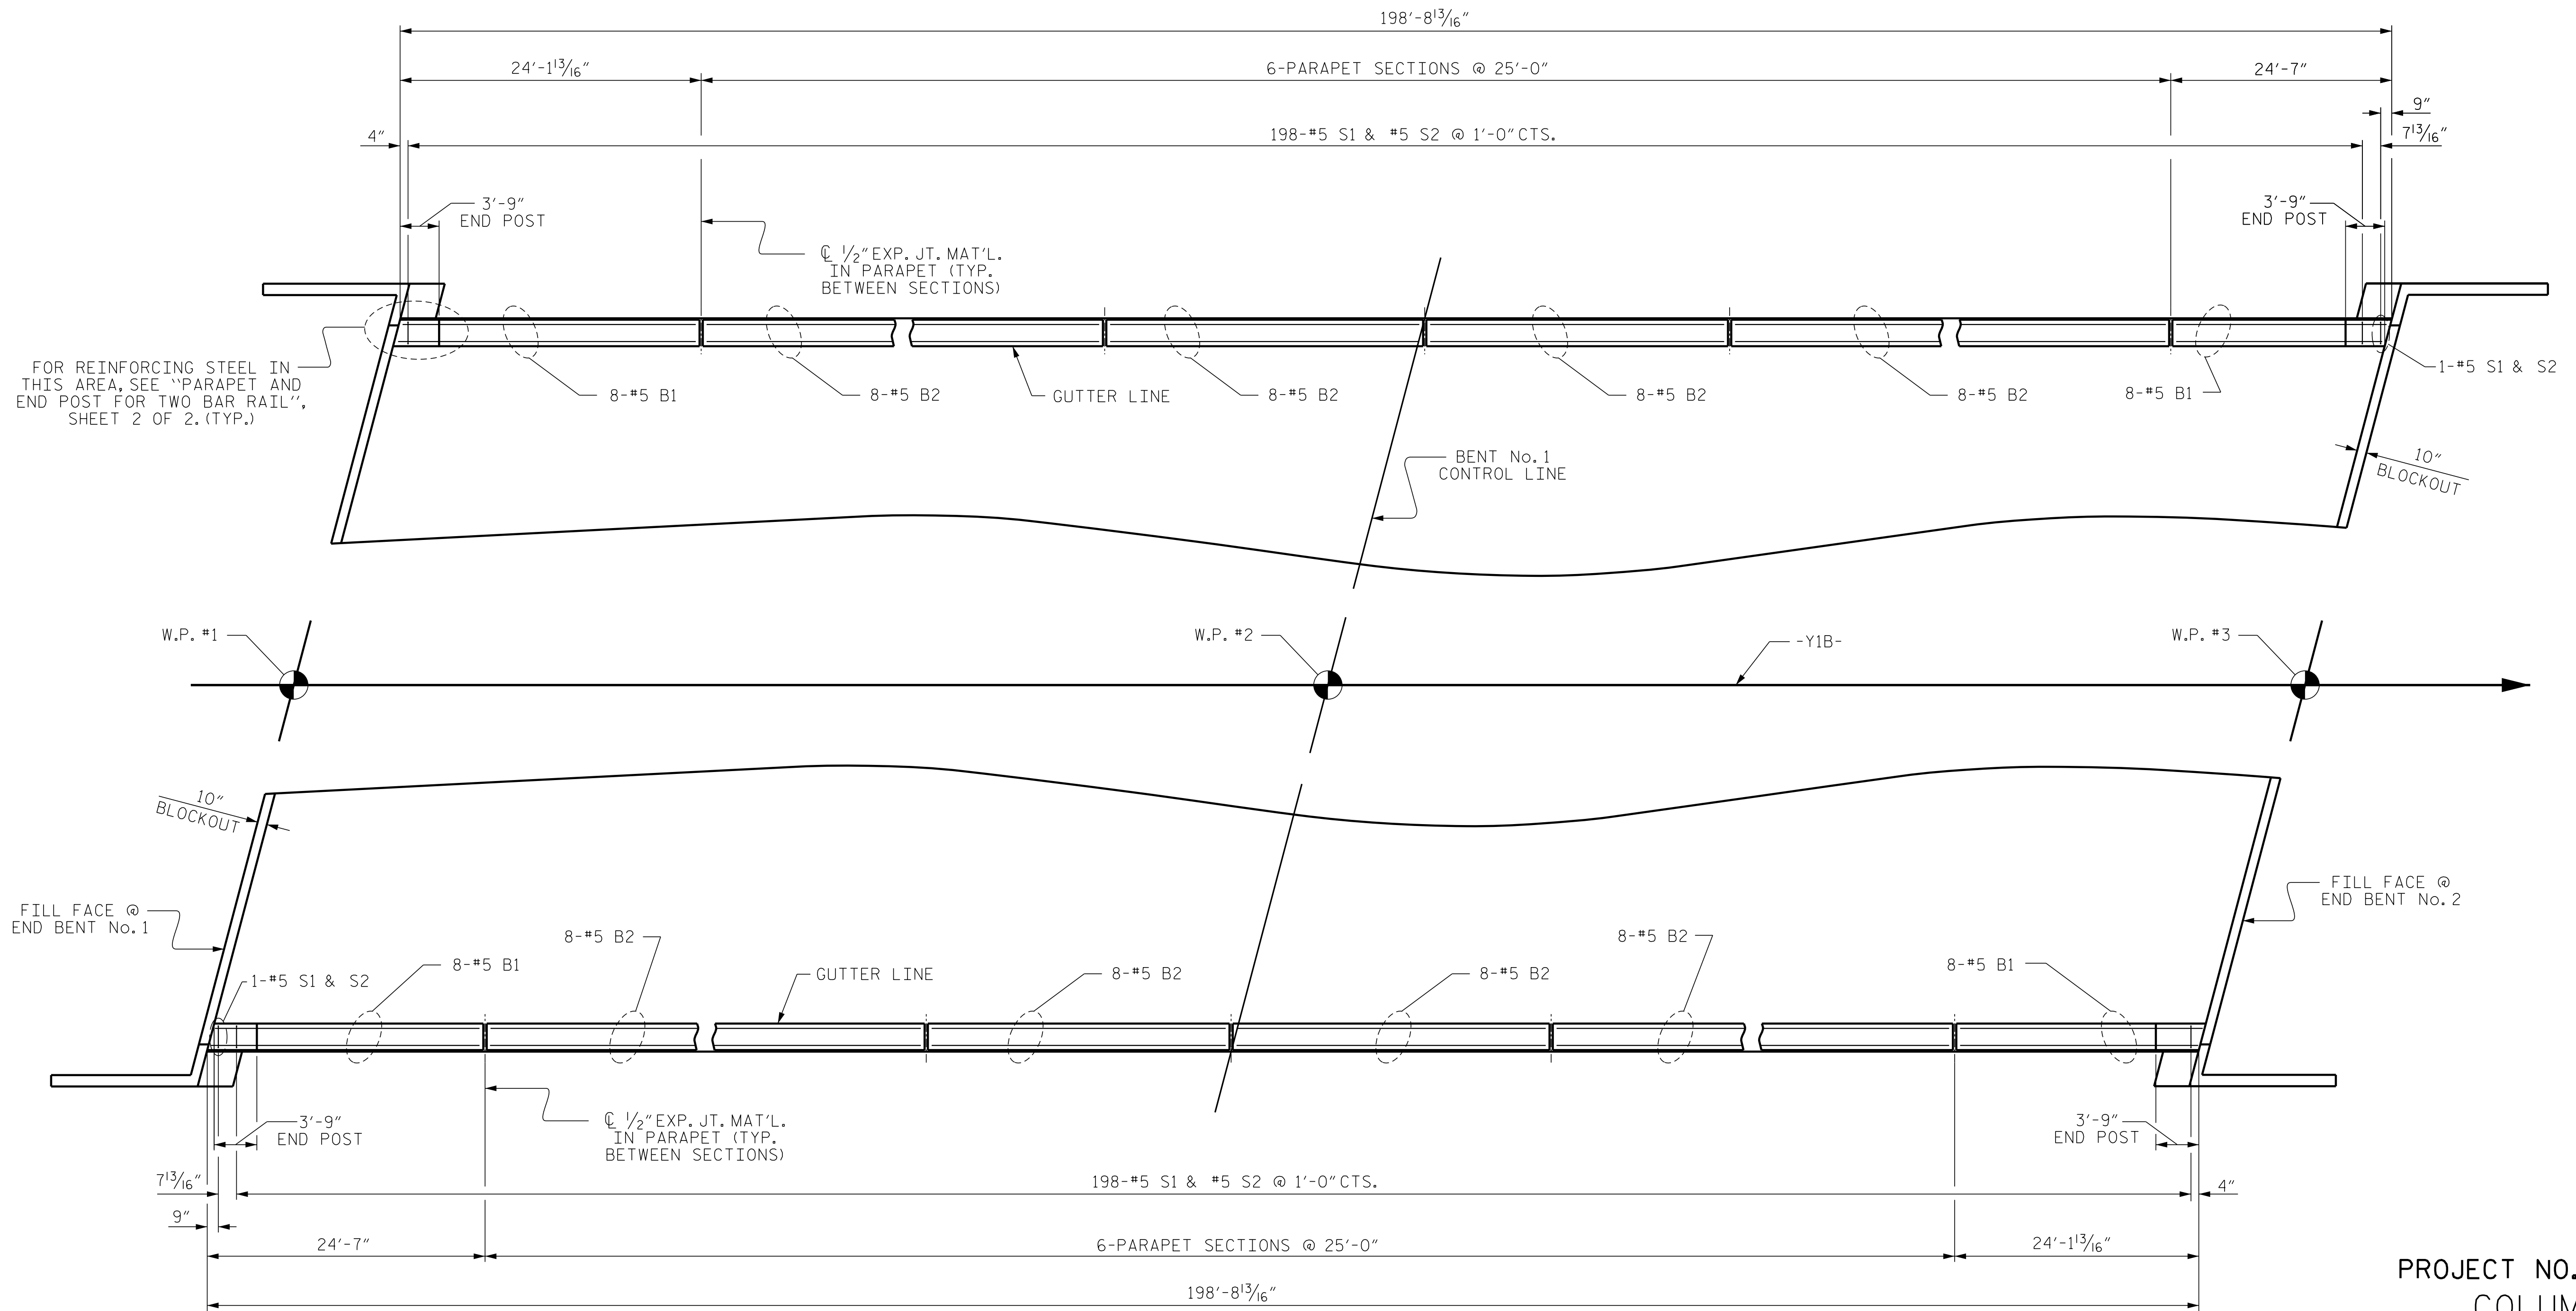 198′-8 13/16″
24′-1 13/16″
6-PARAPET SECTIONS @ 25′-0″
24′-7″
9″
4″
198-#5 S1 & #5 S2 @ 1′-0″ CTS.
7 13/16″
3′-9″
END POST
3′-9″
END POST
℄ 1/2″ EXP. JT. MAT'L.
IN PARAPET (TYP.
BETWEEN SECTIONS)
FOR REINFORCING STEEL IN
THIS AREA, SEE ‘‘PARAPET AND
END POST FOR TWO BAR RAIL’’,
SHEET 2 OF 2. (TYP.)
8-#5 B1
8-#5 B2
GUTTER LINE
8-#5 B2
8-#5 B2
8-#5 B2
8-#5 B1
1-#5 S1 & S2
BENT No. 1
CONTROL LINE
10″
BLOCKOUT
W.P. #1
W.P. #2
-Y1B-
W.P. #3
10″
BLOCKOUT
FILL FACE @
END BENT No. 1
FILL FACE @
END BENT No. 2
1-#5 S1 & S2
8-#5 B1
8-#5 B2
GUTTER LINE
8-#5 B2
8-#5 B2
8-#5 B2
8-#5 B1
3′-9″
END POST
℄ 1/2″ EXP. JT. MAT'L.
IN PARAPET (TYP.
BETWEEN SECTIONS)
3′-9″
END POST
7 13/16″
198-#5 S1 & #5 S2 @ 1′-0″ CTS.
4″
9″
24′-7″
6-PARAPET SECTIONS @ 25′-0″
24′-1 13/16″
198′-8 13/16″
PROJECT NO.